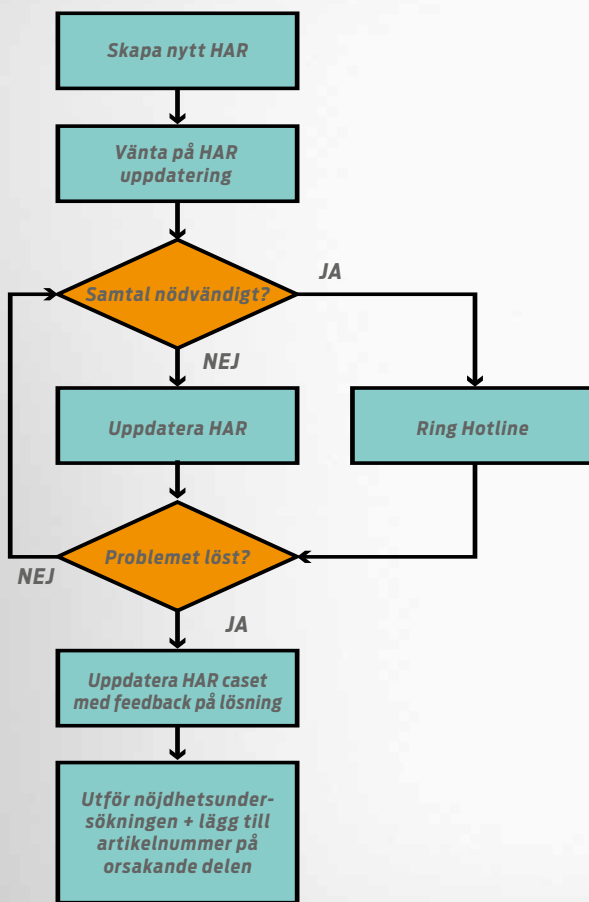 Skapa nytt HAR
Vänta på HAR
uppdatering
Samtal nödvändigt?
JA
NEJ
Uppdatera HAR
Ring Hotline
Problemet löst?
NEJ
JA
Uppdatera HAR caset
med feedback på lösning
Utför nöjdhetsunder-
sökningen + lägg till
artikelnummer på
orsakande delen